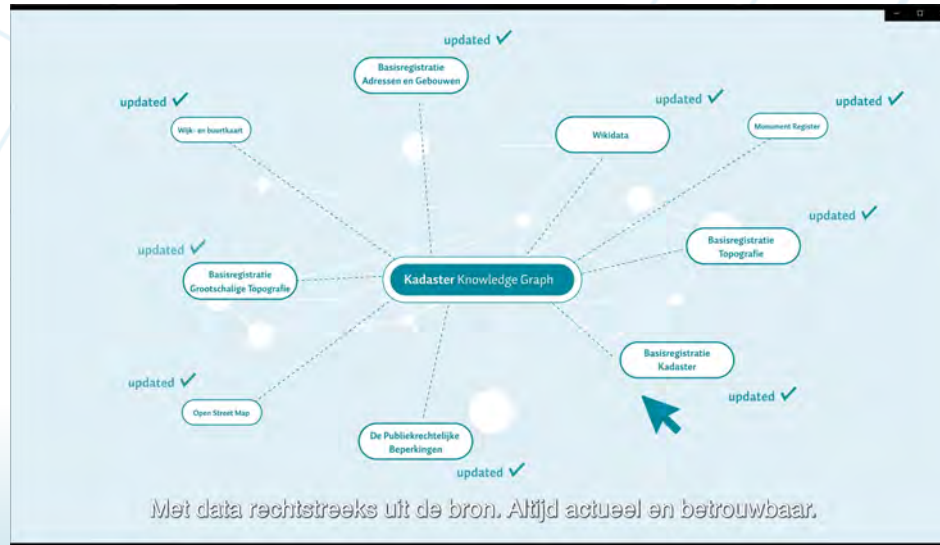 updated
Basisregistratie
Adressen en Gebouwen
updated
Wijk- en buurtkaart
updated
Wikidata
updated
Monument Register
updated
Basisregistratie
Topografie
updated
Basisregistratie
Grootschalige Topografie
Kadaster Knowledge Graph
Basisregistratie
Kadaster
updated
updated
Open Street Map
De Publiekrechtelijke
Beperkingen
updated
Met data rechtstreeks uit de bron. Altijd actueel en betrouwbaar.